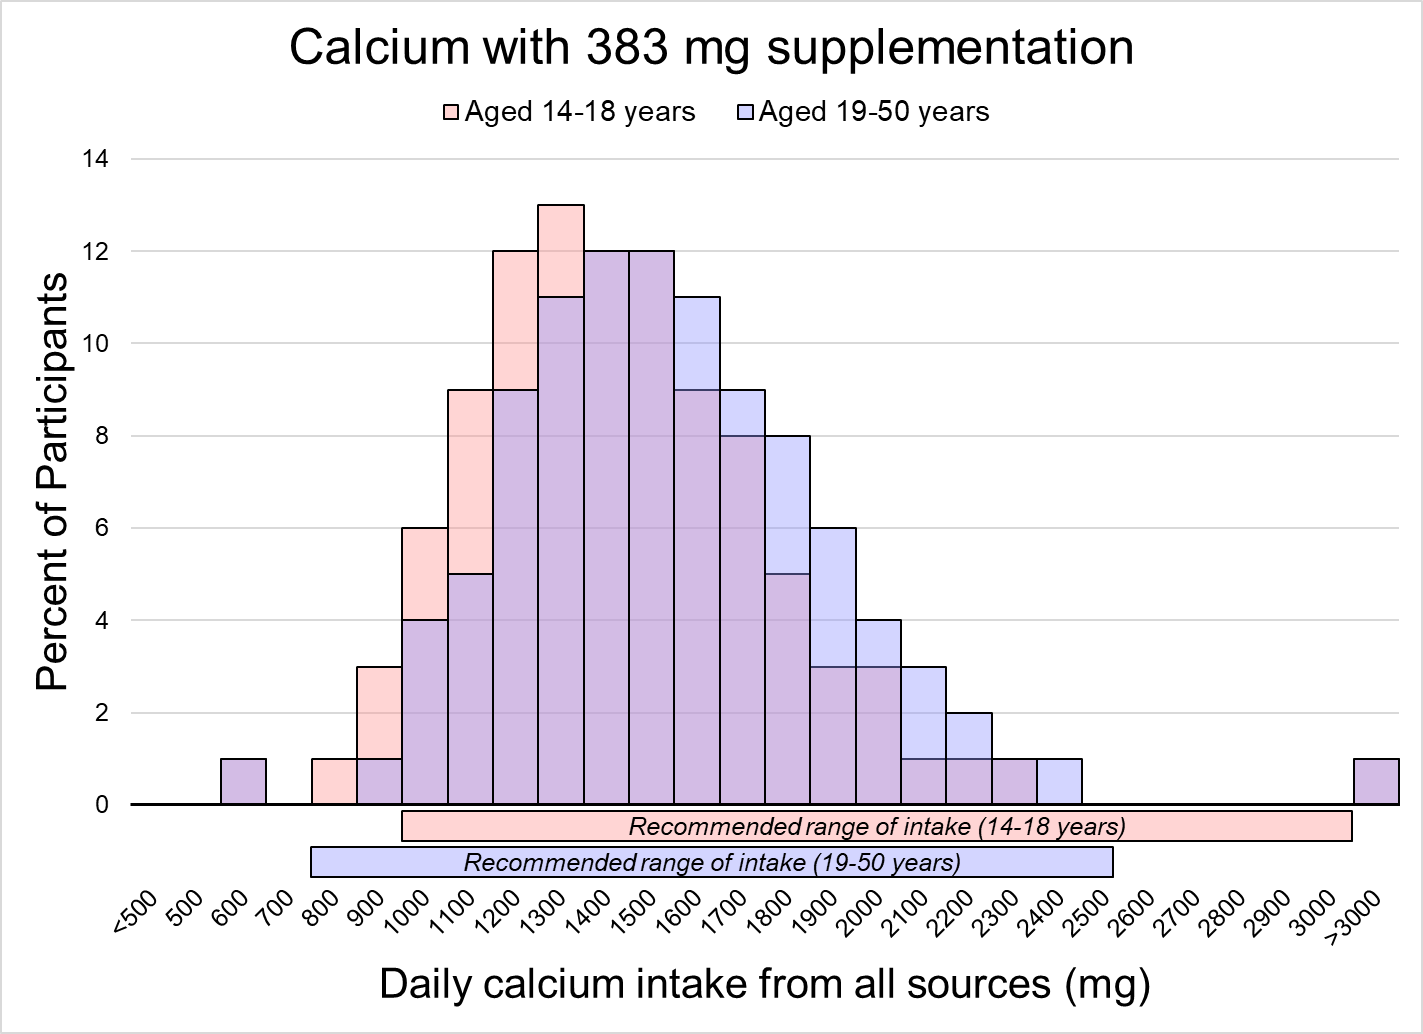 Calcium with 383 mg supplementation
Aged 14-18 years Aged 19-50 years
Percent of Participants
14
12
10
8
6
4
2
0
Recommended range of intake (14-18 years)
Recommended range of intake (19-50 years)
<500 500 600 700 800 900 1000 1100 1200 1300 1400 1500 1600 1700 1800 1900 2000 2100 2200 2300 2400 2500 2600 2700 2800 2900 3000 >3000
Daily calcium intake from all sources (mg)